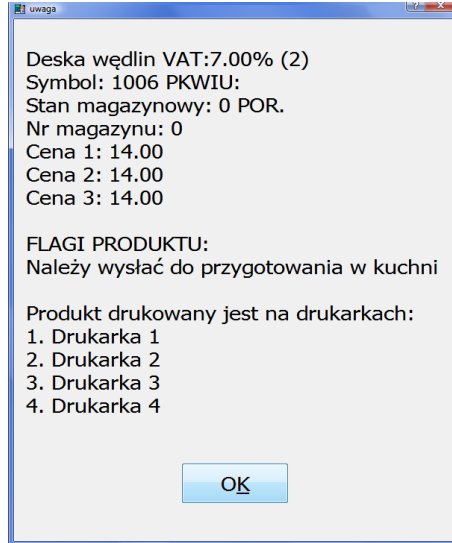 uwaga
Deska wędlin VAT:7.00% (2)
Symbol: 1006 PKWIU:
Stan magazynowy: 0 POR.
Nr magazynu: 0
Cena 1: 14.00
Cena 2: 14.00
Cena 3: 14.00
FLAGI PRODUKTU:
Należy wysłać do przygotowania w kuchni
Produkt drukowany jest na drukarkach:
1. Drukarka 1
2. Drukarka 2
3. Drukarka 3
4. Drukarka 4
OK